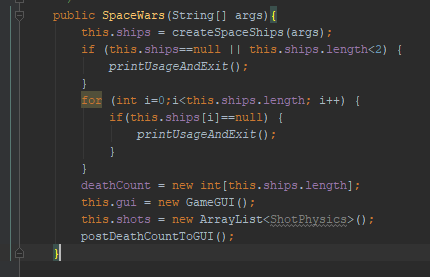 public SpaceWars(String[] args){
this.ships = createSpaceShips(args);
if (this.ships==null || this.ships.length<2) {
printUsageAndExit();
}
for (int i=0;i<this.ships.length; i++) {
if(this.ships[i]==null) {
printUsageAndExit();
}
}
deathCount = new int[this.ships.length];
this.gui = new GameGUI();
this.shots = new ArrayList<ShotPhysics>();
postDeathCountToGUI();
}